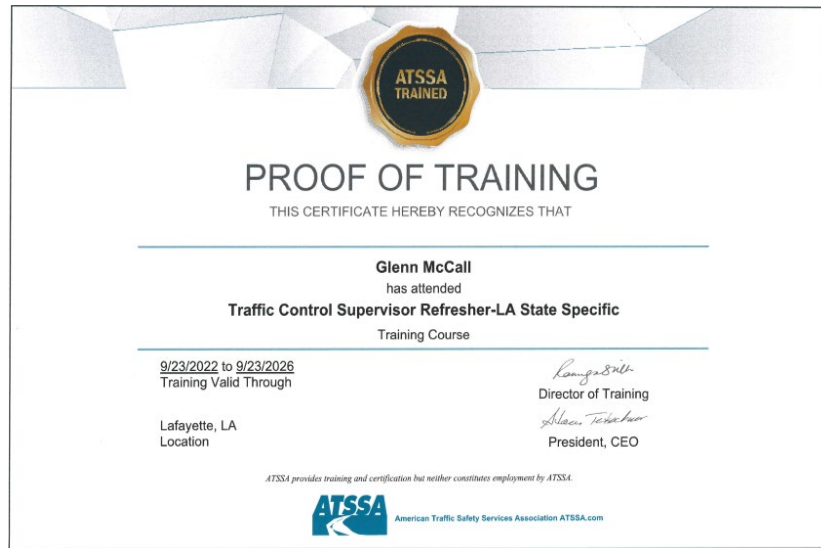 ATSSA
TRAINED
PROOF OF TRAINING
THIS CERTIFICATE HEREBY RECOGNIZES THAT
Glenn McCall
has attended
Traffic Control Supervisor Refresher-LA State Specific
Training Course
9/23/2022 to 9/23/2026
Training Valid Through
Director of Training
Lafayette, LA
Location
President, CEO
ATSSA provides training and certification but neither constitutes employment by ATSSA.
ATSSA
American Traffic Safety Services Association ATSSA.com